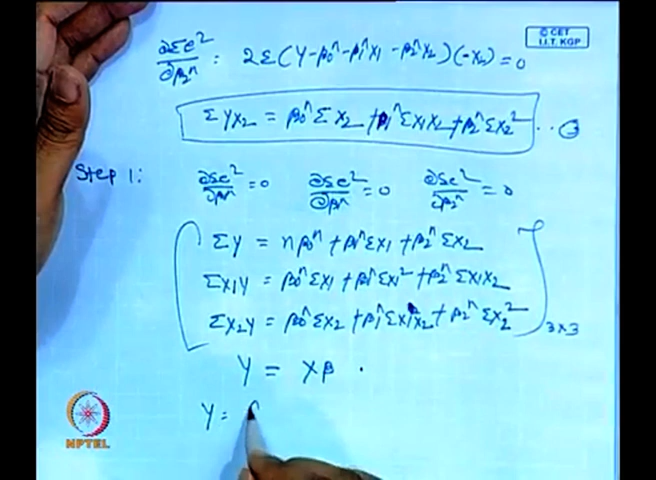 © CET
I.I.T. KGP
∂Σe²/∂β₂^ = 2Σ(Y - β₀^ - β₁^x₁ - β₂^x₂)(-x₂) = 0
ΣYX₂ = β₀^ΣX₂ + β₁^ΣX₁X₂ + β₂^ΣX₂² .. ③
Step 1: ∂Σe²/∂β^ = 0 ∂Σe²/∂β₁^ = 0 ∂Σe²/∂β₂^ = 0
ΣY = nβ₀^ + β₁^ΣX₁ + β₂^ΣX₂
ΣX₁Y = β₀^ΣX₁ + β₁^ΣX₁² + β₂^ΣX₁X₂
ΣX₂Y = β₀^ΣX₂ + β₁^ΣX₁X₂ + β₂^ΣX₂² 3×3
Y = Xβ .
Y =
NPTEL